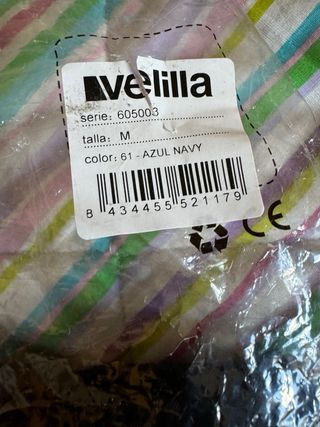 velilla
serie: 605003
talla: M
color: 61 - AZUL NAVY
8 434455 521179
CE